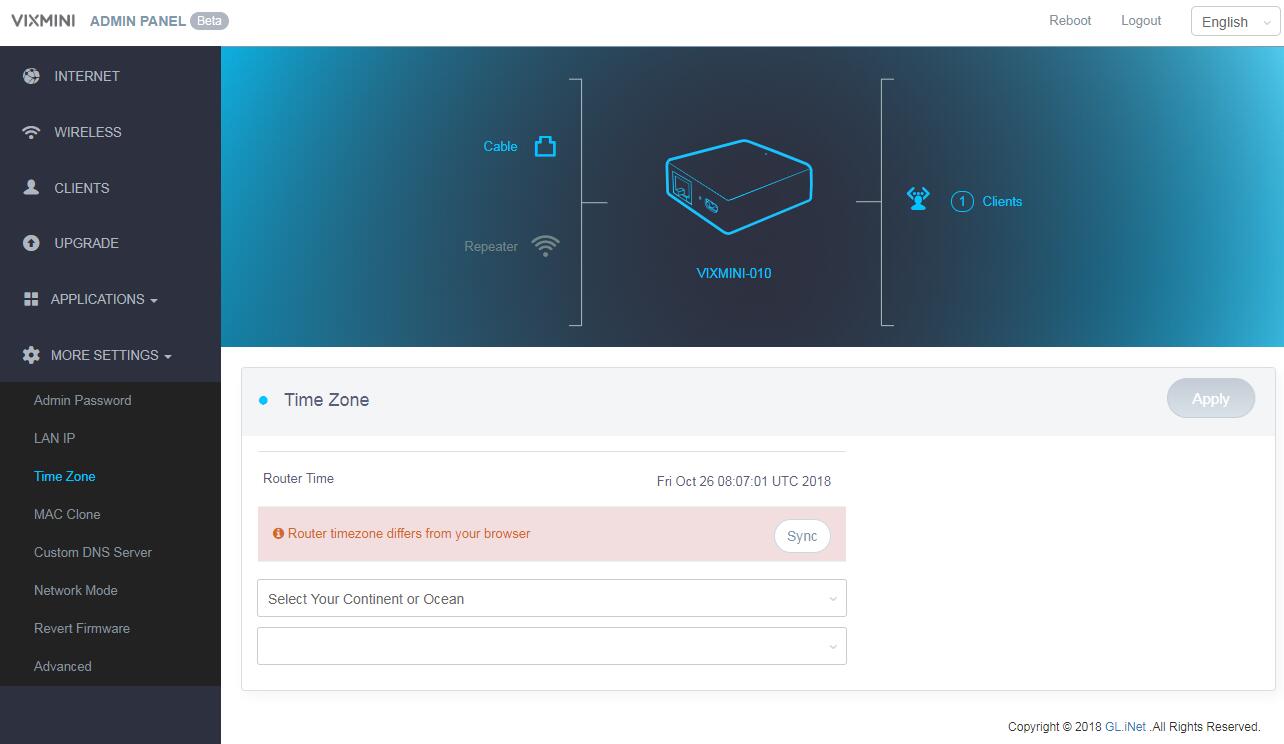 VIXMINI ADMIN PANEL Beta
Reboot Logout English
INTERNET
WIRELESS
CLIENTS
UPGRADE
APPLICATIONS
MORE SETTINGS
Admin Password
LAN IP
Time Zone
MAC Clone
Custom DNS Server
Network Mode
Revert Firmware
Advanced
Cable
Repeater
VIXMINI-010
1 Clients
Time Zone
Apply
Router Time Fri Oct 26 08:07:01 UTC 2018
Router timezone differs from your browser Sync
Select Your Continent or Ocean
Copyright © 2018 GL.iNet .All Rights Reserved.